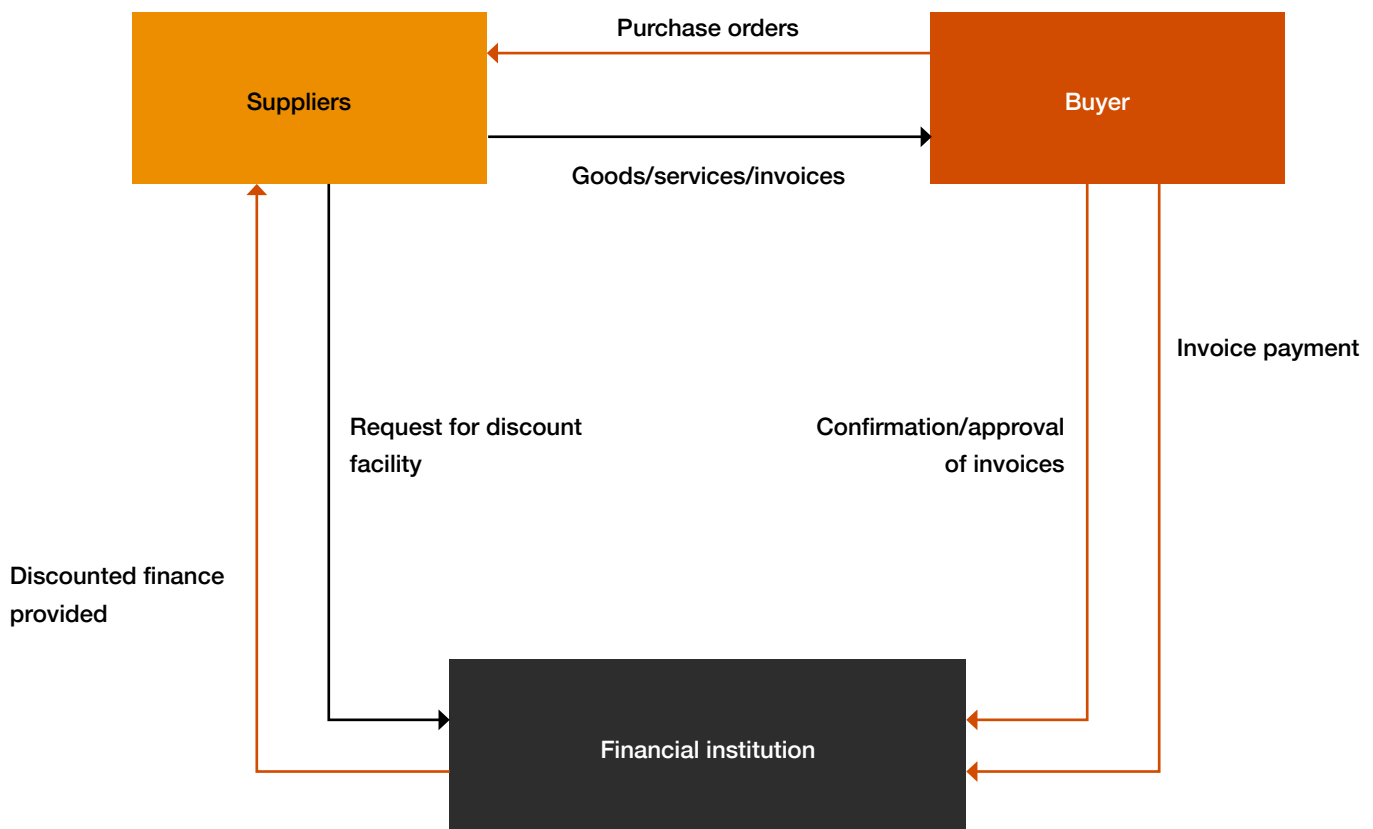 Purchase orders
Suppliers
Buyer
Goods/services/invoices
Invoice payment
Request for discount
facility
Confirmation/approval
of invoices
Discounted finance
provided
Financial institution